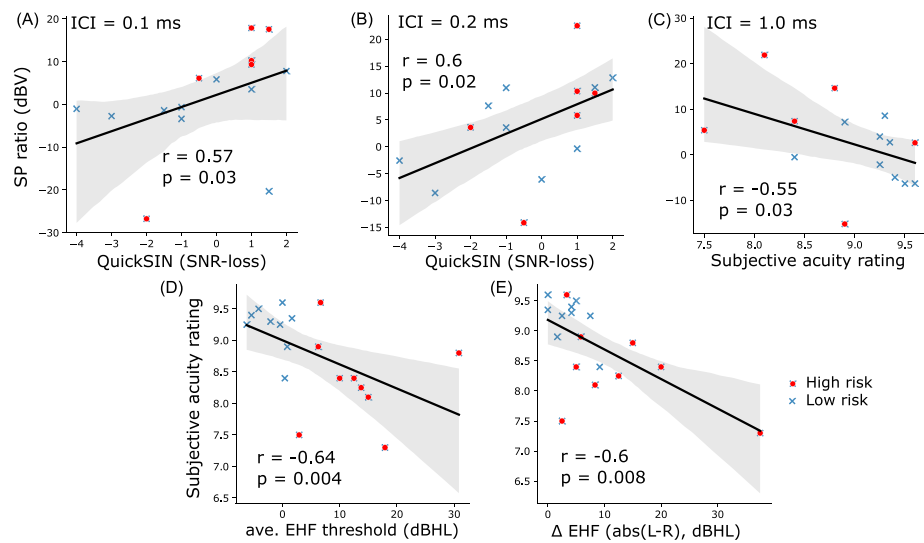 (A) ICI = 0.1 ms
SP ratio (dBV)
20
10
0
−10
−20
−30
r = 0.57
p = 0.03
−4 −3 −2 −1 0 1 2
QuickSIN (SNR-loss)
(B) ICI = 0.2 ms
20
15
10
5
0
−5
−10
−15
r = 0.6
p = 0.02
−4 −3 −2 −1 0 1 2
QuickSIN (SNR-loss)
(C) ICI = 1.0 ms
30
20
10
0
−10
r = -0.55
p = 0.03
7.5 8.0 8.5 9.0 9.5
Subjective acuity rating
(D)
Subjective acuity rating
9.5
9.0
8.5
8.0
7.5
7.0
6.5
r = -0.64
p = 0.004
0 10 20 30
ave. EHF threshold (dBHL)
(E)
9.5
9.0
8.5
8.0
7.5
7.0
6.5
r = -0.6
p = 0.008
0 10 20 30
Δ EHF (abs(L-R), dBHL)
High risk
Low risk